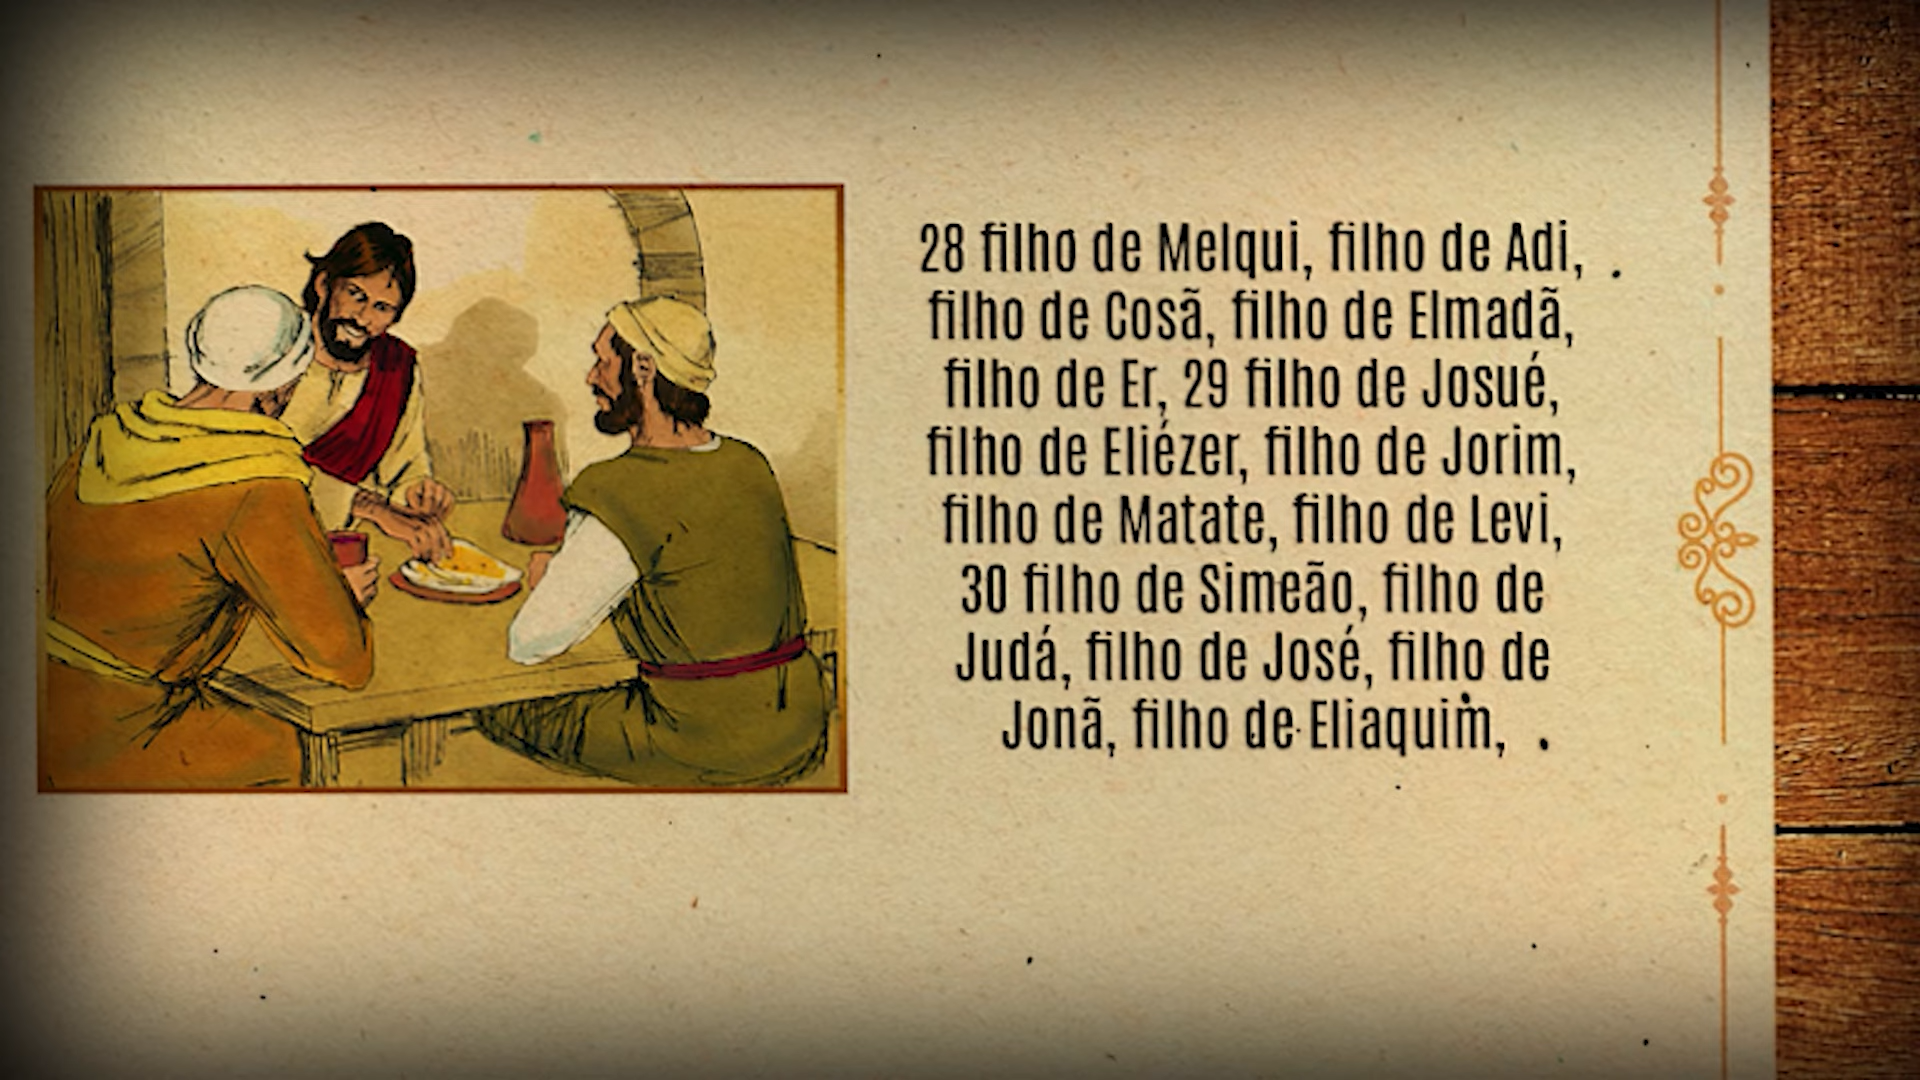 28 filho de Melqui, filho de Adi,
filho de Cosã, filho de Elmadã,
filho de Er, 29 filho de Josué,
filho de Eliézer, filho de Jorim,
filho de Matate, filho de Levi,
30 filho de Simeão, filho de
Judá, filho de José, filho de
Jonã, filho de Eliaquim,